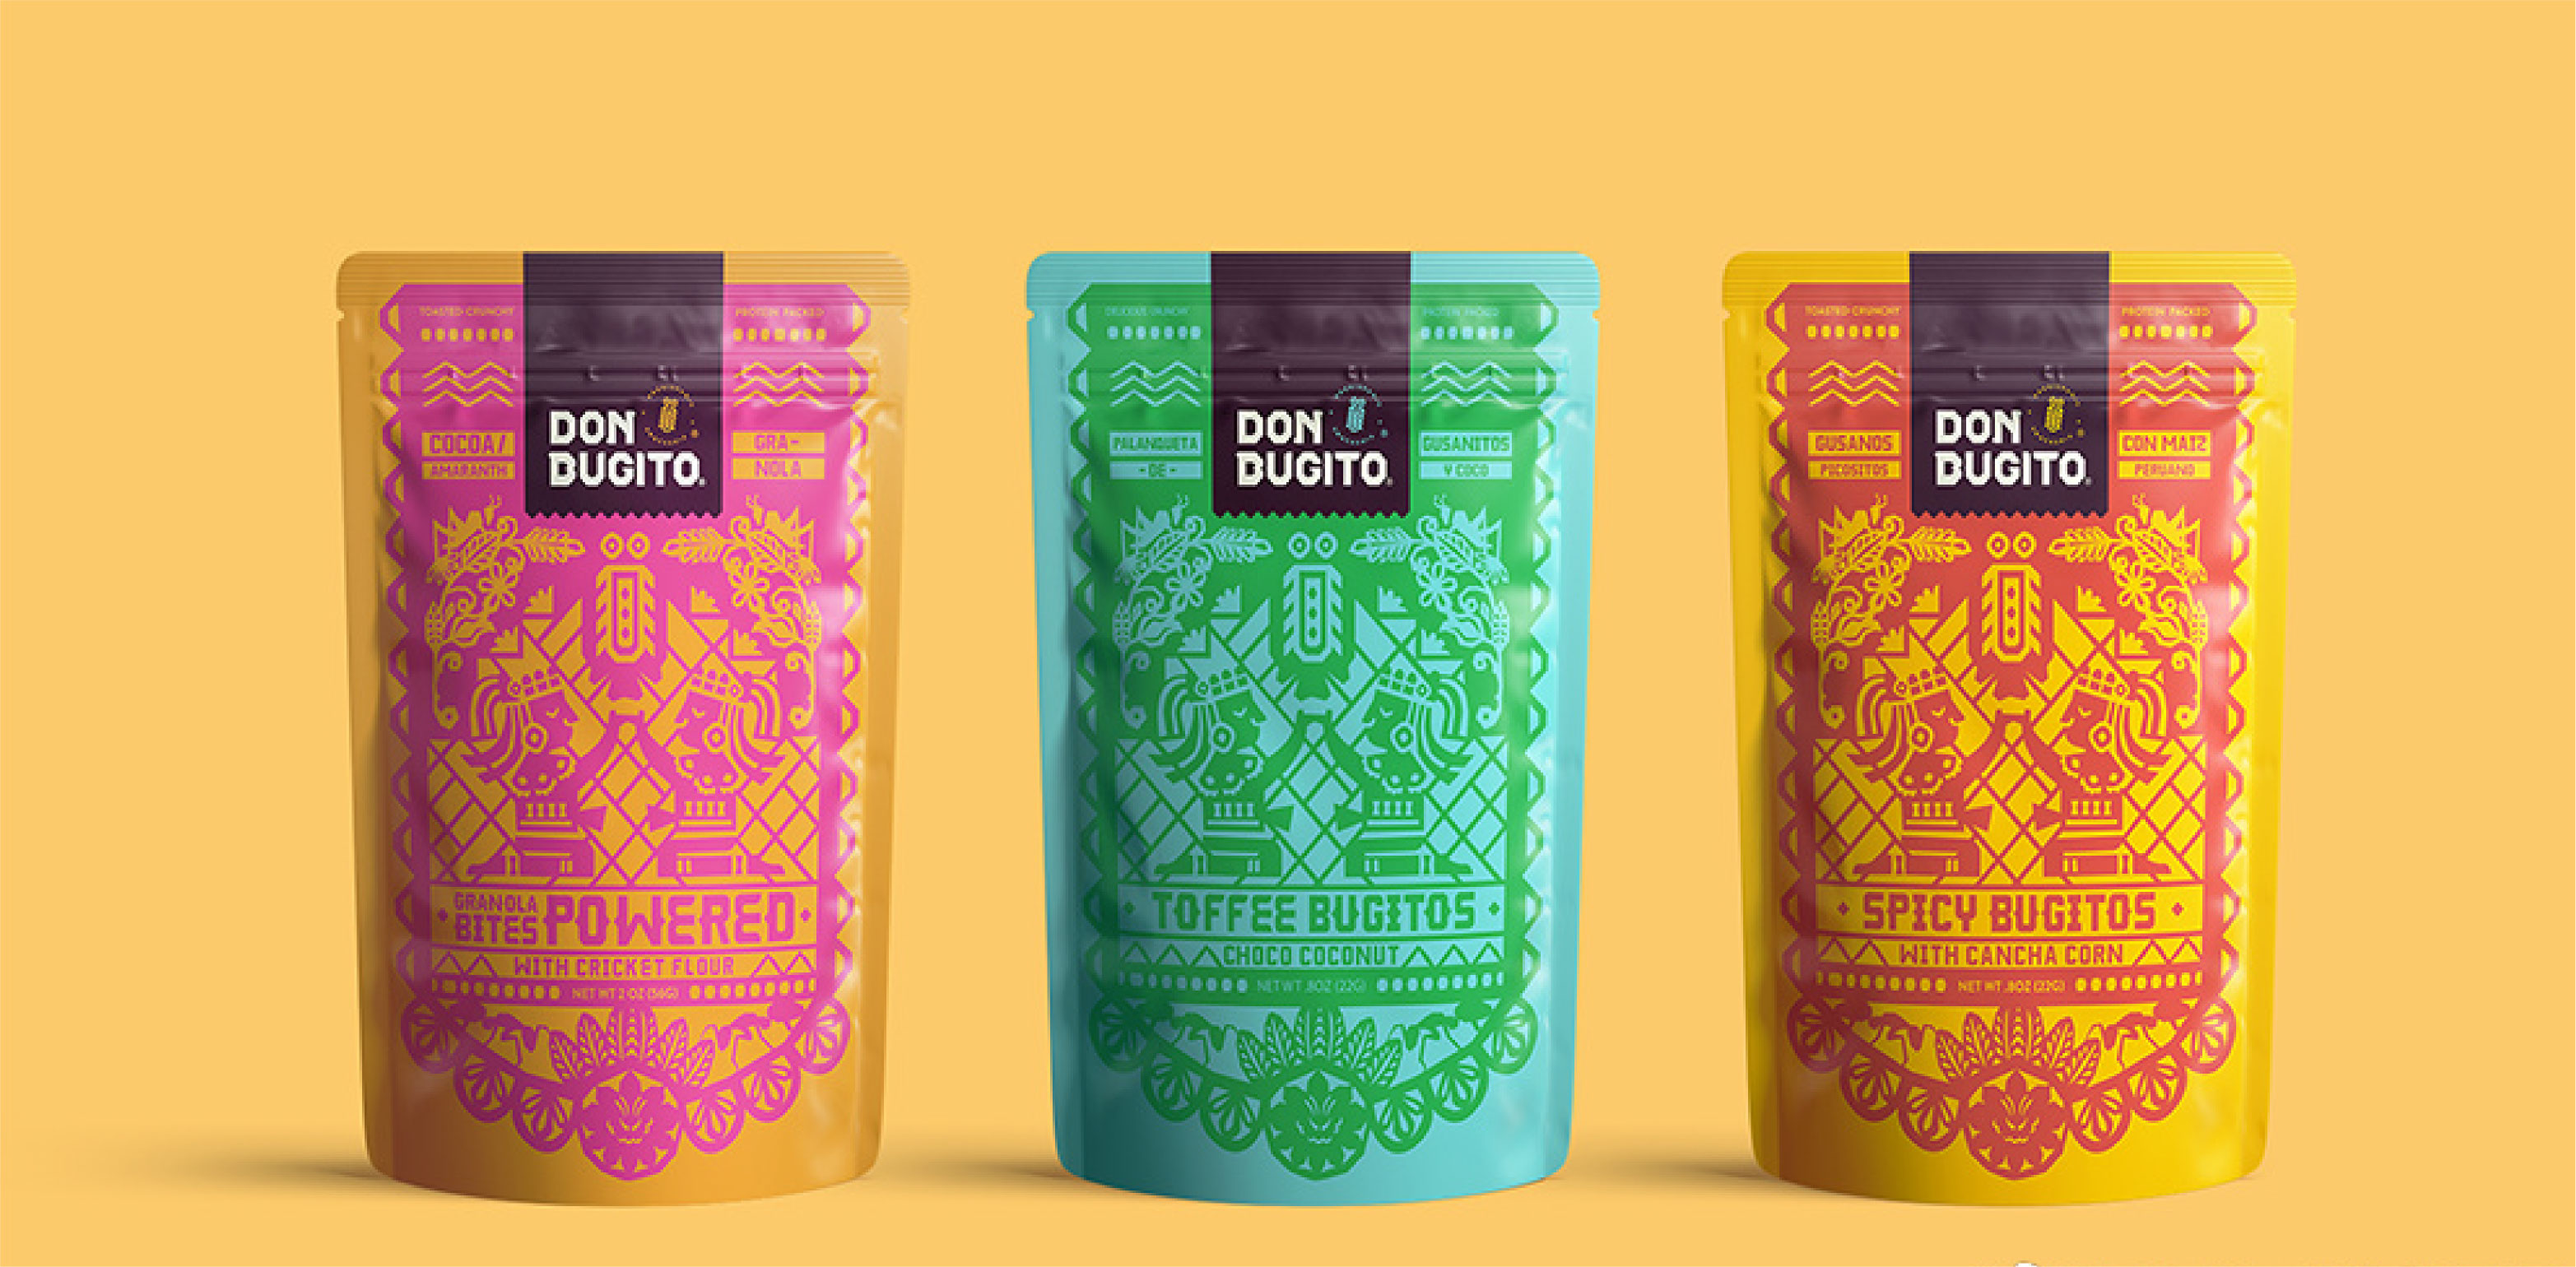 TOASTED CRUNCHY
PROTEIN PACKED
COCOA/
AMARANTH
GRA-
NOLA
DON
BUGITO
GRANOLA
BITES
POWERED
WITH CRICKET FLOUR
NET WT 2 OZ (56G)
DELICIOUS CRUNCHY
PROTEIN PACKED
PALANQUETA
- DE -
GUSANITOS
Y COCO
DON
BUGITO
TOFFEE BUGITOS
CHOCO COCONUT
NET WT .8OZ (22G)
TOASTED CRUNCHY
PROTEIN PACKED
GUSANOS
PICOSITOS
CON MAIZ
PERUANO
DON
BUGITO
SPICY BUGITOS
WITH CANCHA CORN
NET WT .8OZ (22G)